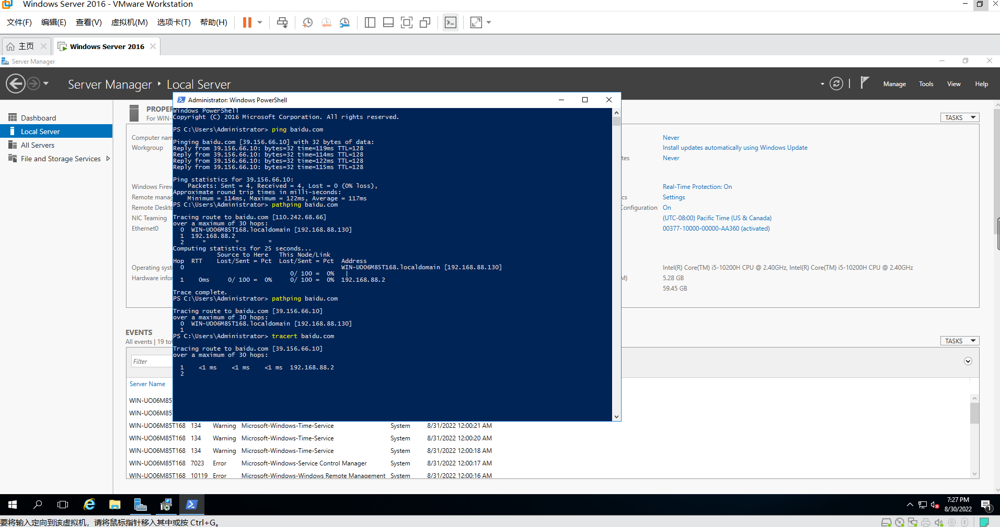 Windows Server 2016 - VMware Workstation
文件(F) 编辑(E) 查看(V) 虚拟机(M) 选项卡(T) 帮助(H)
主页 Windows Server 2016
Server Manager
Server Manager Local Server
Manage Tools View Help
Dashboard
Local Server
All Servers
File and Storage Services
PROPER
For WIN-
TASKS
Computer nam
Workgroup
Windows Firew
Remote manag
Remote Deskto
NIC Teaming
Ethernet0
Operating syst
Hardware infor
Administrator: Windows PowerShell
Windows PowerShell
Copyright (C) 2016 Microsoft Corporation. All rights reserved.
PS C:\Users\Administrator> ping baidu.com
Pinging baidu.com [39.156.66.10] with 32 bytes of data:
Reply from 39.156.66.10: bytes=32 time=119ms TTL=128
Reply from 39.156.66.10: bytes=32 time=114ms TTL=128
Reply from 39.156.66.10: bytes=32 time=122ms TTL=128
Reply from 39.156.66.10: bytes=32 time=115ms TTL=128
Ping statistics for 39.156.66.10:
Packets: Sent = 4, Received = 4, Lost = 0 (0% loss),
Approximate round trip times in milli-seconds:
Minimum = 114ms, Maximum = 122ms, Average = 117ms
PS C:\Users\Administrator> pathping baidu.com
Tracing route to baidu.com [110.242.68.66]
over a maximum of 30 hops:
0 WIN-UO06M85T168.localdomain [192.168.88.130]
1 192.168.88.2
2 * * *
Computing statistics for 25 seconds...
Source to Here This Node/Link
Hop RTT Lost/Sent = Pct Lost/Sent = Pct Address
0 WIN-UO06M85T168.localdomain [192.168.88.130]
0/ 100 = 0% |
1 0ms 0/ 100 = 0% 0/ 100 = 0% 192.168.88.2
Trace complete.
PS C:\Users\Administrator> pathping baidu.com
Tracing route to baidu.com [39.156.66.10]
over a maximum of 30 hops:
0 WIN-UO06M85T168.localdomain [192.168.88.130]
1
PS C:\Users\Administrator> tracert baidu.com
Tracing route to baidu.com [39.156.66.10]
over a maximum of 30 hops:
1 <1 ms <1 ms <1 ms 192.168.88.2
2
Never
Install updates automatically using Windows Update
tes Never
Real-Time Protection: On
cs Settings
Configuration On
(UTC-08:00) Pacific Time (US & Canada)
00377-10000-00000-AA360 (activated)
Intel(R) Core(TM) i5-10200H CPU @ 2.40GHz, Intel(R) Core(TM) i5-10200H CPU @ 2.40GHz
M) 5.28 GB
59.45 GB
EVENTS
All events | 19 tot
TASKS
Filter
Server Name
WIN-UO06M85T
WIN-UO06M85T
WIN-UO06M85T168 134 Warning Microsoft-Windows-Time-Service System 8/31/2022 12:00:21 AM
WIN-UO06M85T168 134 Warning Microsoft-Windows-Time-Service System 8/31/2022 12:00:20 AM
WIN-UO06M85T168 134 Warning Microsoft-Windows-Time-Service System 8/31/2022 12:00:18 AM
WIN-UO06M85T168 7023 Error Microsoft-Windows-Service Control Manager System 8/31/2022 12:00:17 AM
WIN-UO06M85T168 10119 Error Microsoft-Windows-Windows Remote Management System 8/31/2022 12:00:16 AM
7:27 PM
8/30/2022
1
要将输入定向到该虚拟机，请将鼠标指针移入其中或按 Ctrl+G。